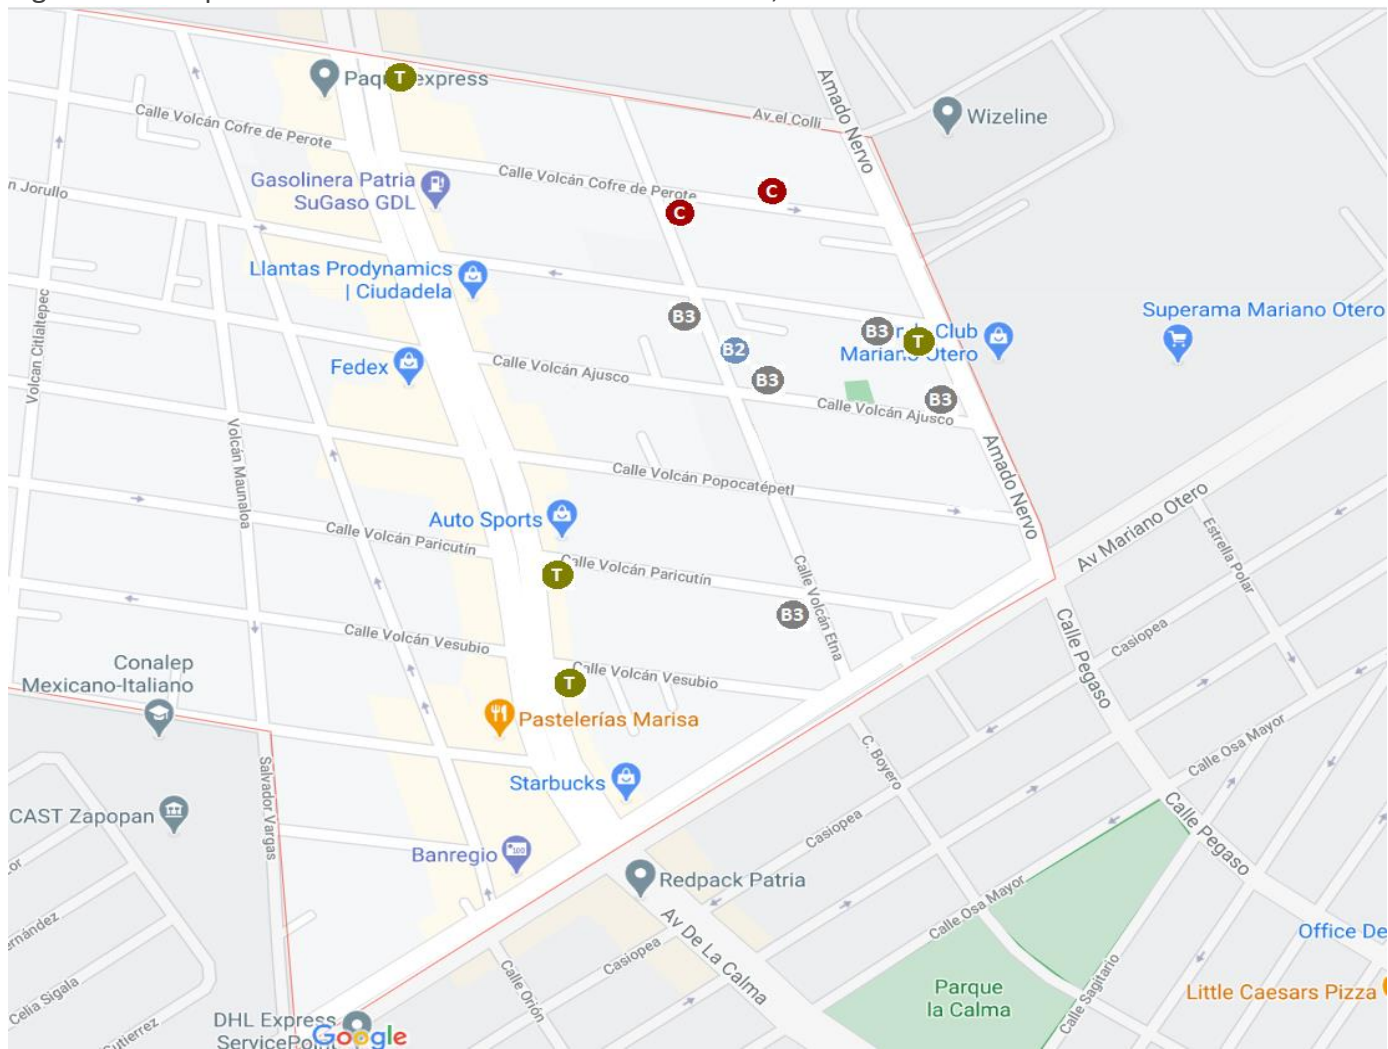 Av el Colli
Amado Nervo
Wizeline
T
Calle Volcán Cofre de Perote
Calle Volcán Cofre de Perote
Gasolinera Patria
SuGaso GDL
C
C
n Jorullo
Llantas Prodynamics
| Ciudadela
Volcan Citlaltepec
B3
B3
T
B2
B3
B3
Club
Mariano Otero
Superama Mariano Otero
Fedex
Calle Volcán Ajusco
Calle Volcán Ajusco
Volcán Maunaloa
Amado Nervo
Calle Volcán Popocatépetl
Av Mariano Otero
Auto Sports
Calle Volcán Paricutín
Calle Volcán Paricutín
T
Estrella Polar
Calle Volcán Etna
B3
Calle Pegaso
Casiopea
Calle Volcán Vesubio
Calle Volcán Vesubio
T
Conalep
Mexicano-Italiano
Pastelerías Marisa
Calle Osa Mayor
C. Boyero
Salvador Vargas
Starbucks
CAST Zapopan
Casiopea
Calle Pegaso
Banregio
100
Redpack Patria
Calle Osa Mayor
Av De La Calma
Casiopea
Calle Orión
Office De
ernández
Celia Sigala
Parque
la Calma
Calle Sagitario
Little Caesars Pizza
DHL Express
Google